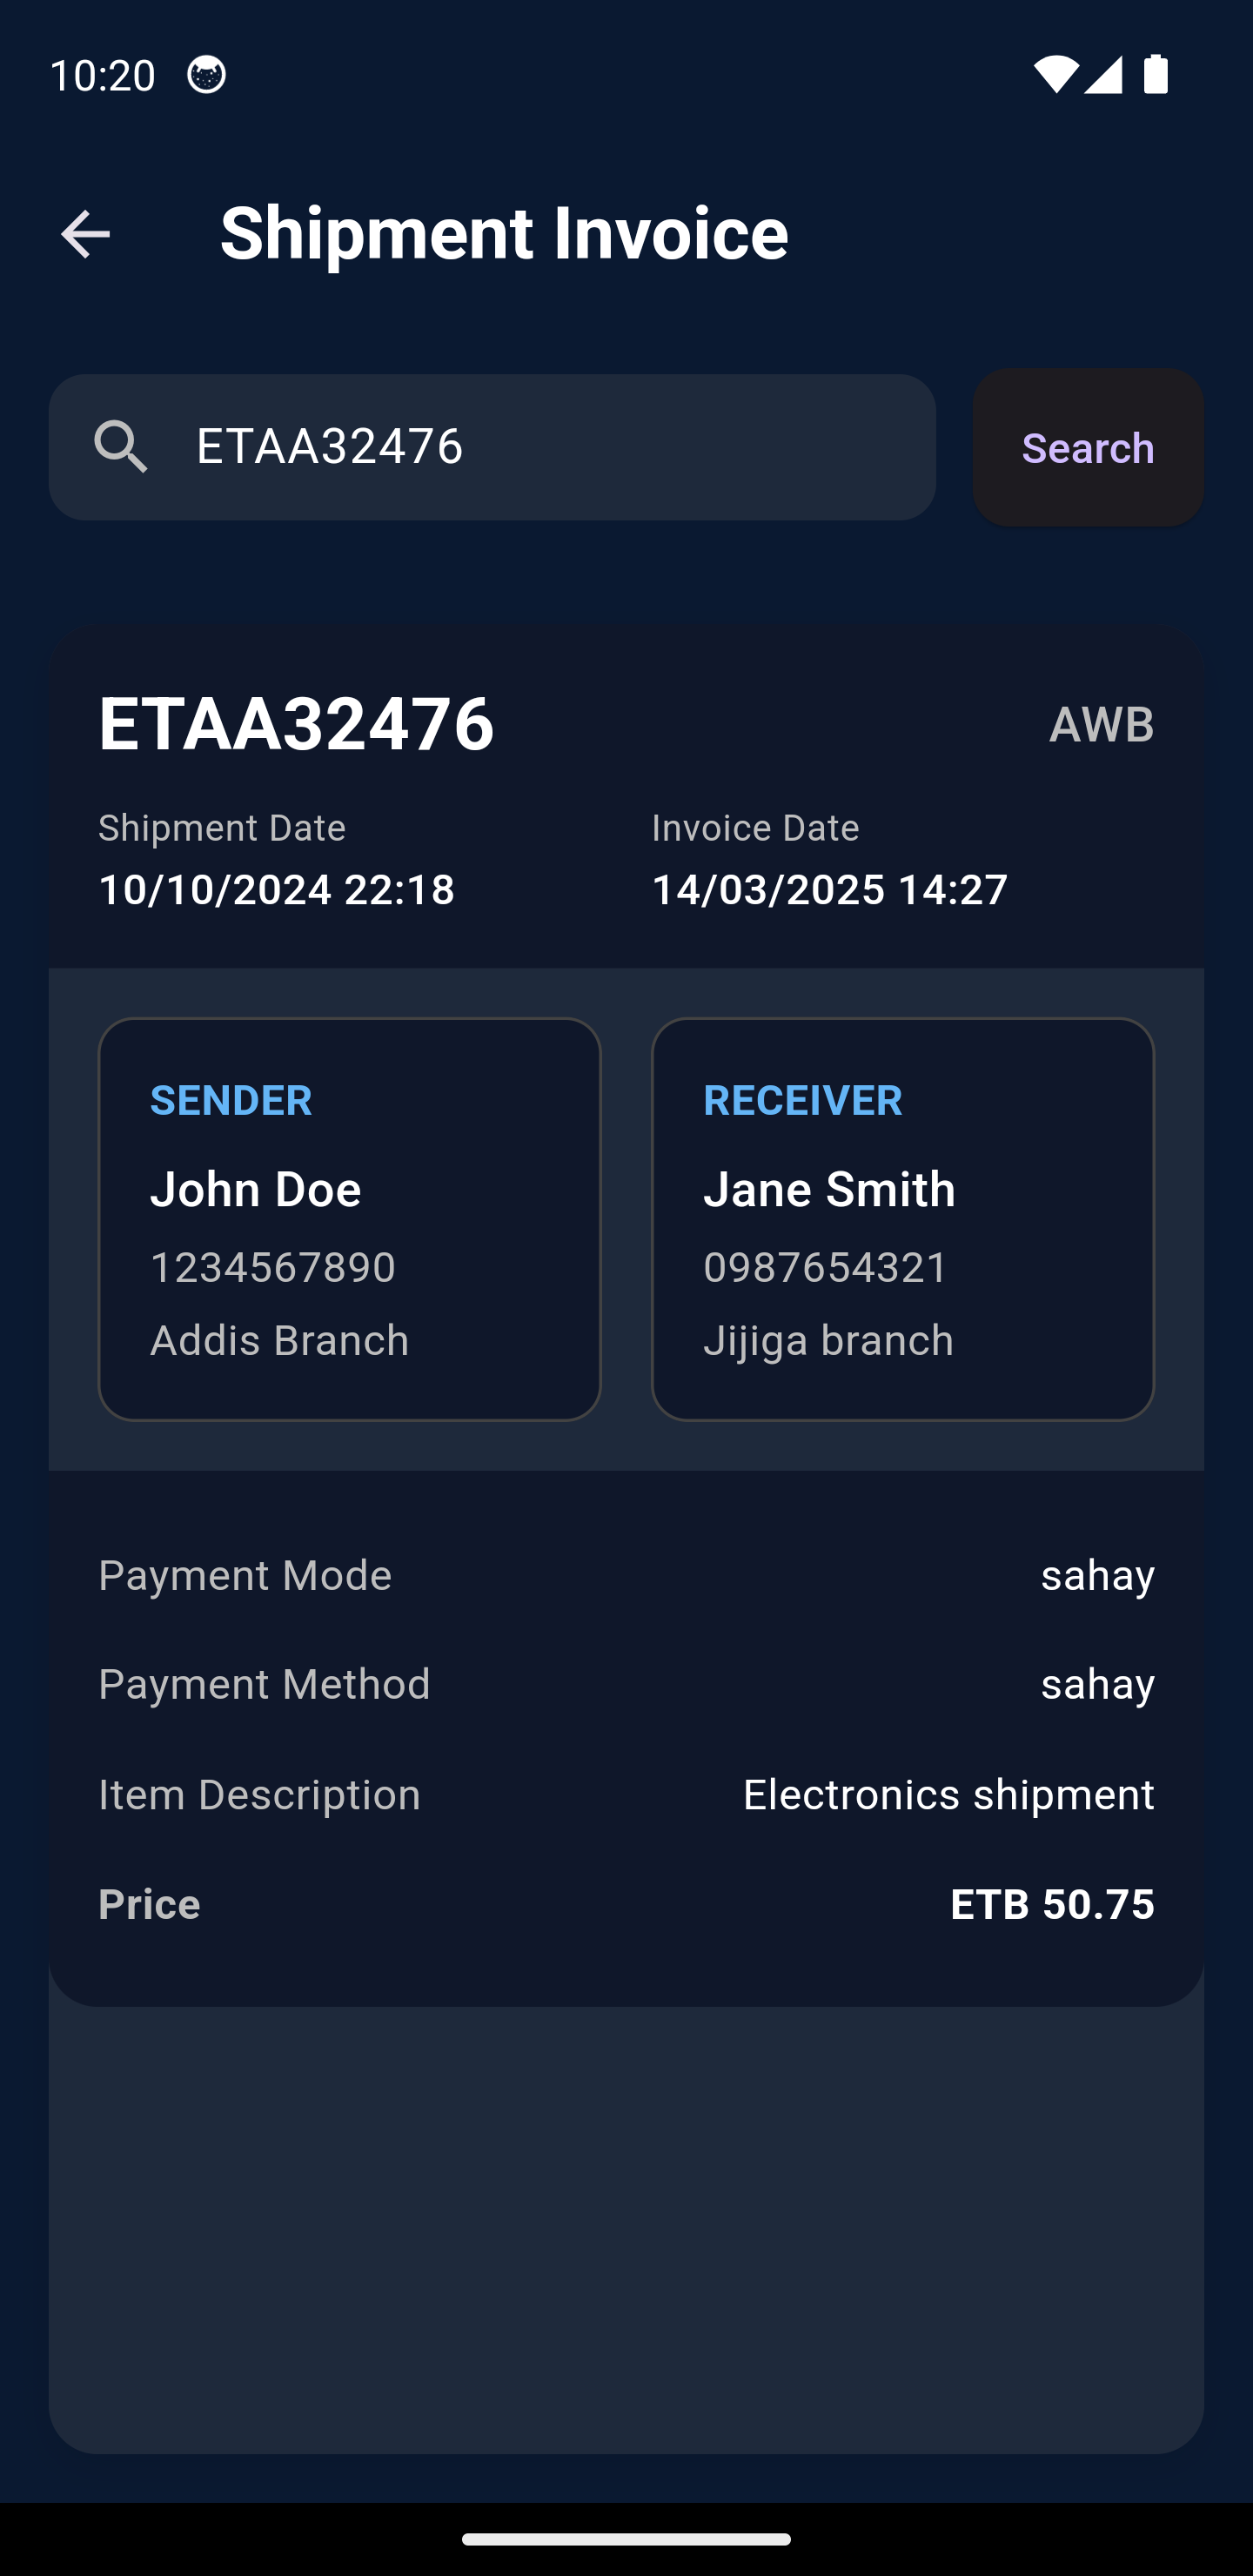 10:20
Shipment Invoice
ETAA32476
Search
ETAA32476 AWB
Shipment Date Invoice Date
10/10/2024 22:18 14/03/2025 14:27
SENDER
John Doe
1234567890
Addis Branch
RECEIVER
Jane Smith
0987654321
Jijiga branch
Payment Mode sahay
Payment Method sahay
Item Description Electronics shipment
Price ETB 50.75